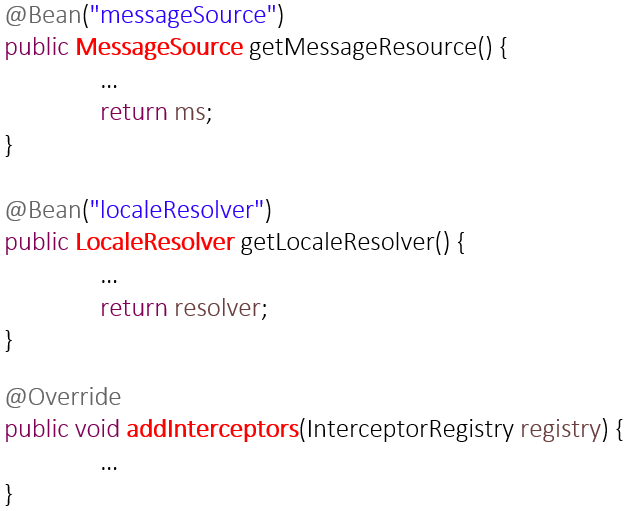 @Bean("messageSource")
public MessageSource getMessageResource() {
...
return ms;
}
@Bean("localeResolver")
public LocaleResolver getLocaleResolver() {
...
return resolver;
}
@Override
public void addInterceptors(InterceptorRegistry registry) {
...
}